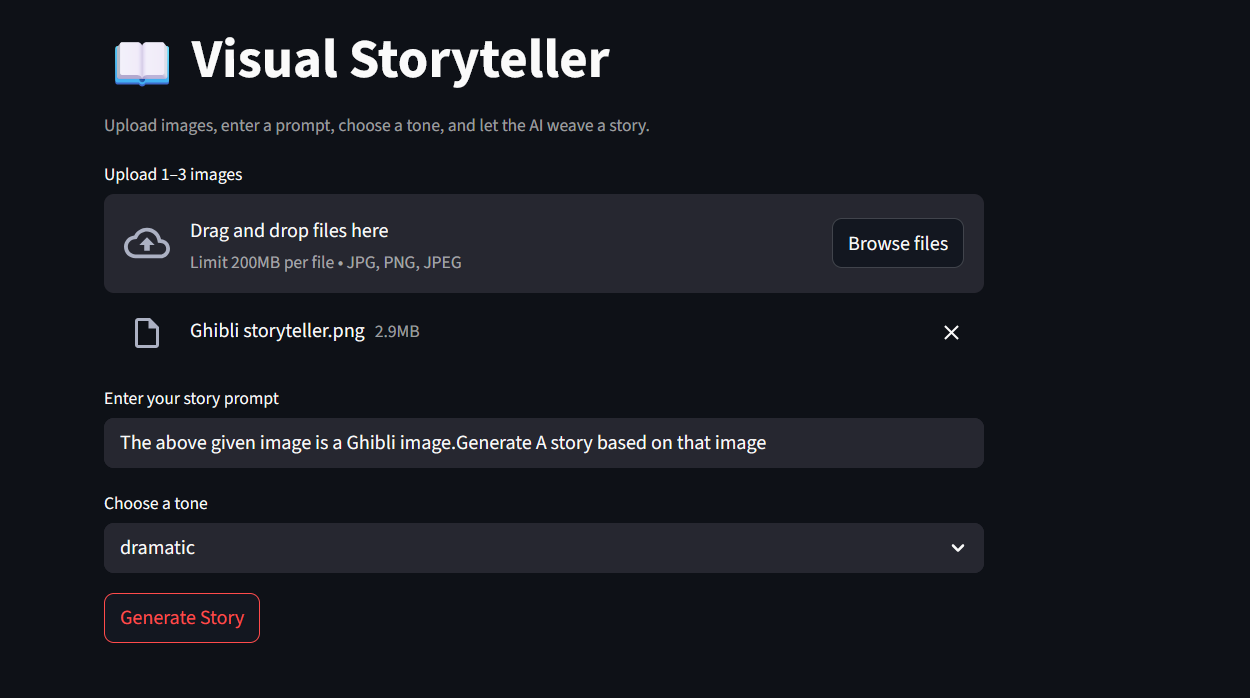 Visual Storyteller
Upload images, enter a prompt, choose a tone, and let the AI weave a story.
Upload 1–3 images
Drag and drop files here
Limit 200MB per file • JPG, PNG, JPEG
Browse files
Ghibli storyteller.png 2.9MB
Enter your story prompt
The above given image is a Ghibli image.Generate A story based on that image
Choose a tone
dramatic
Generate Story